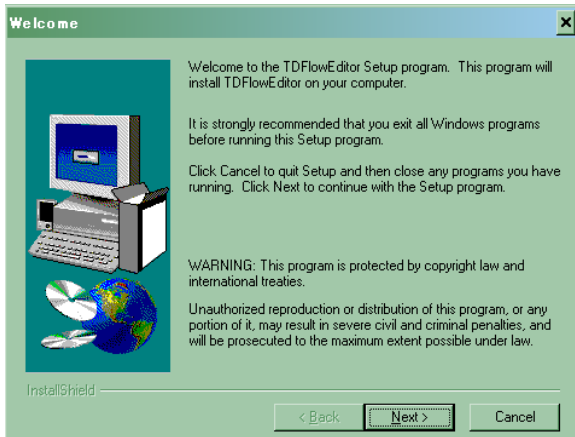 Welcome
Welcome to the TDFlowEditor Setup program.  This program will
install TDFlowEditor on your computer.
It is strongly recommended that you exit all Windows programs
before running this Setup program.
Click Cancel to quit Setup and then close any programs you have
running.  Click Next to continue with the Setup program.
WARNING: This program is protected by copyright law and
international treaties.
Unauthorized reproduction or distribution of this program, or any
portion of it, may result in severe civil and criminal penalties, and
will be prosecuted to the maximum extent possible under law.
InstallShield
< Back  Next >  Cancel